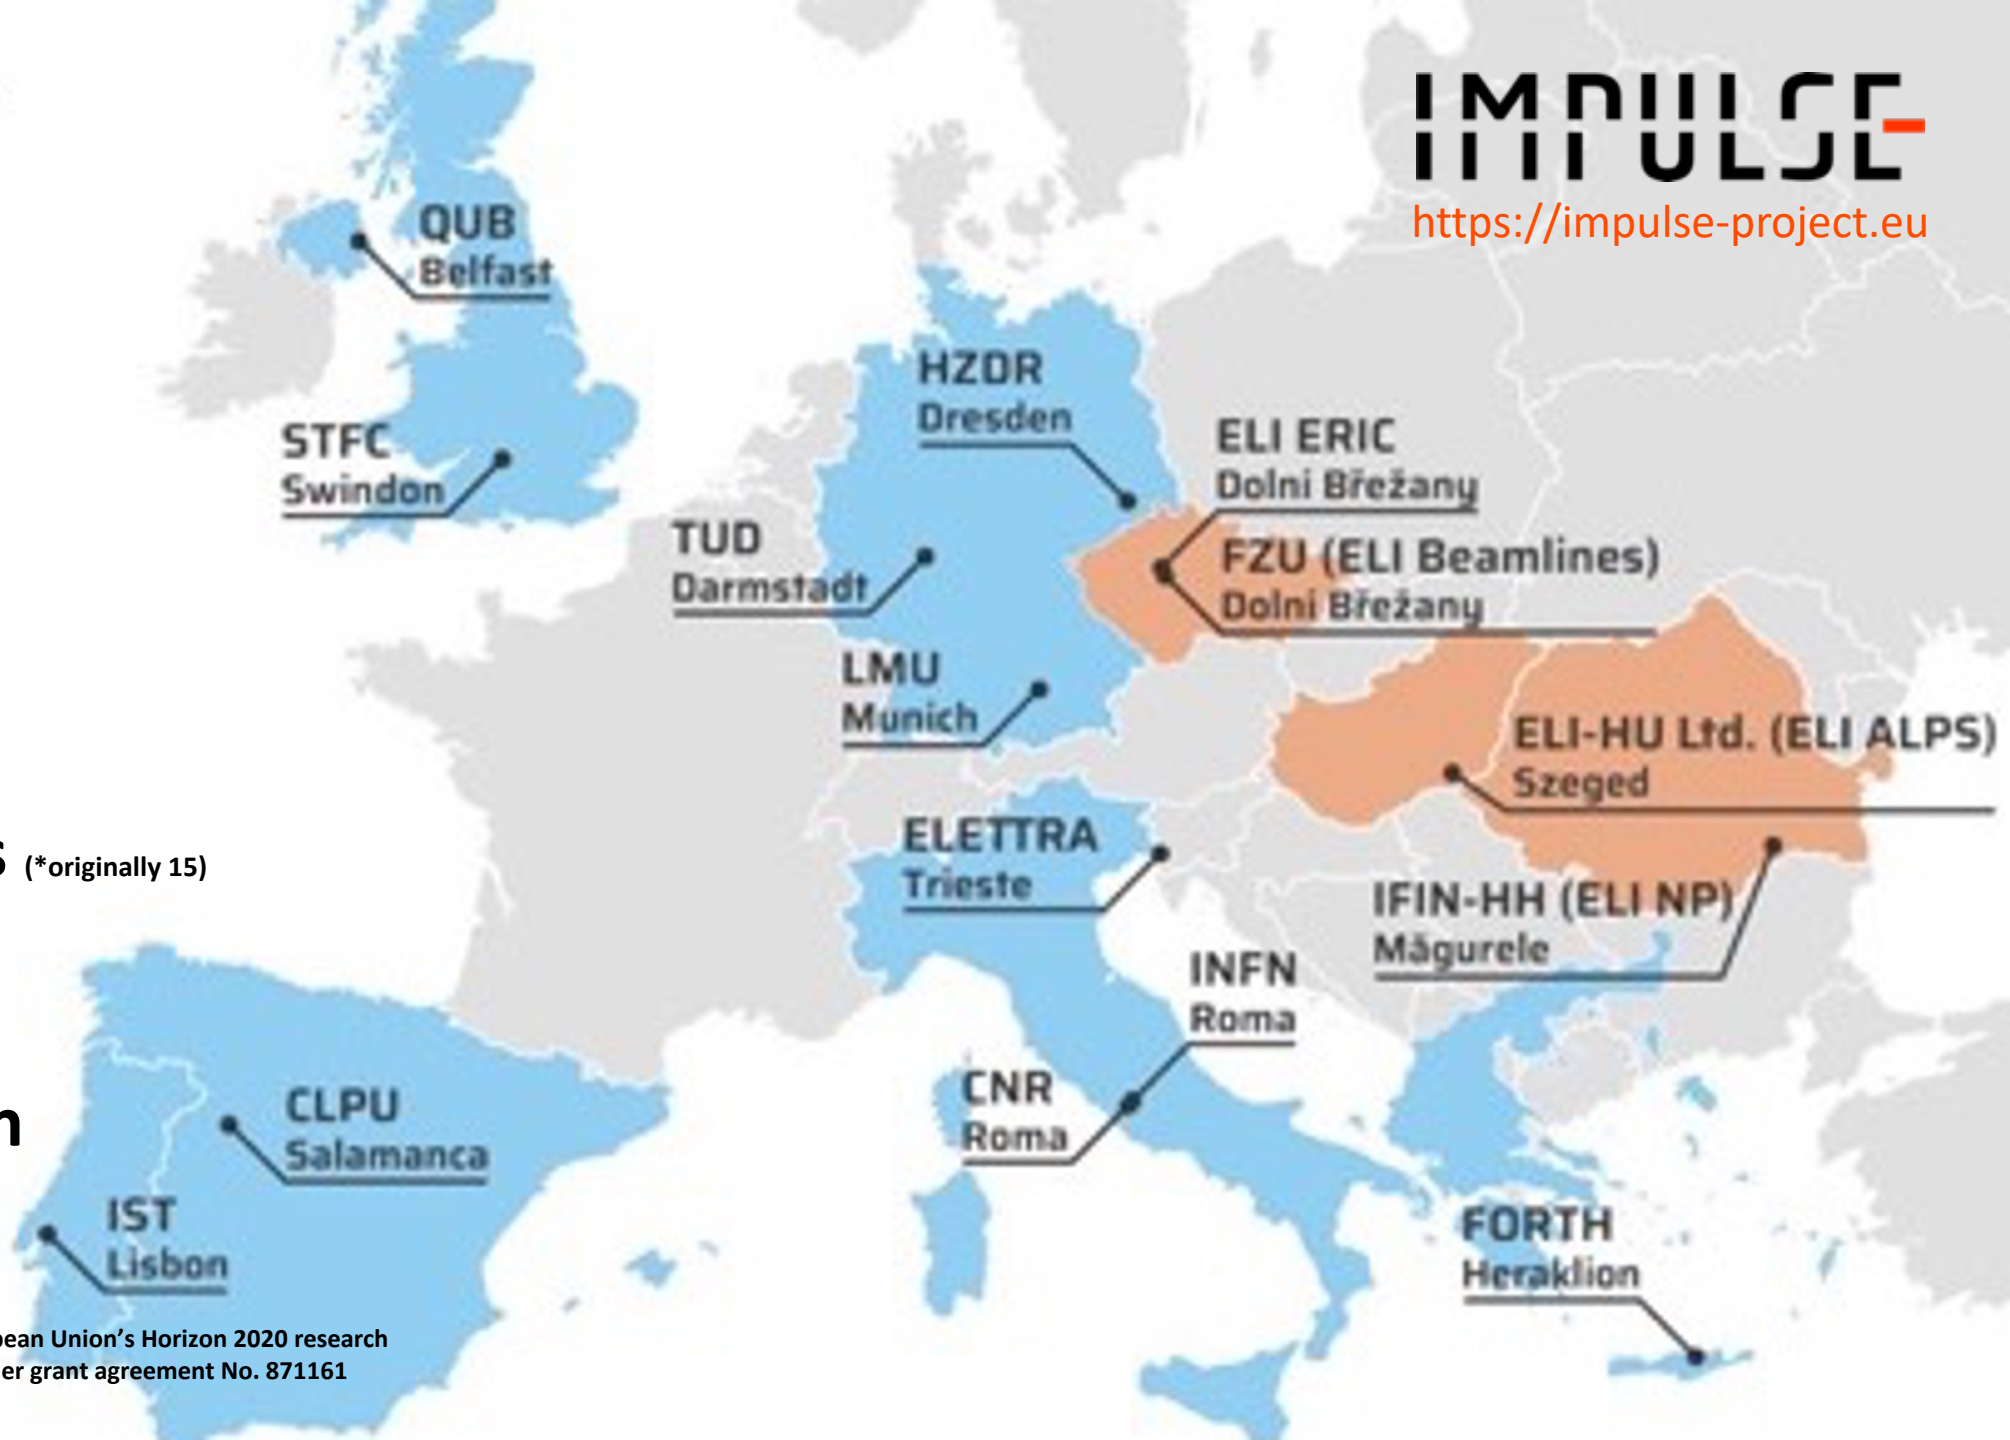 IMPULSE
https://impulse-project.eu
QUB
Belfast
HZDR
Dresden
STFC
Swindon
ELI ERIC
Dolni Břežany
TUD
Darmstadt
FZU (ELI Beamlines)
Dolni Břežany
LMU
Munich
ELI-HU Ltd. (ELI ALPS)
Szeged
ELETTRA
Trieste
(*originally 15)
IFIN-HH (ELI NP)
Măgurele
INFN
Roma
CNR
Roma
CLPU
Salamanca
IST
Lisbon
FORTH
Heraklion
pean Union’s Horizon 2020 research
er grant agreement No. 871161